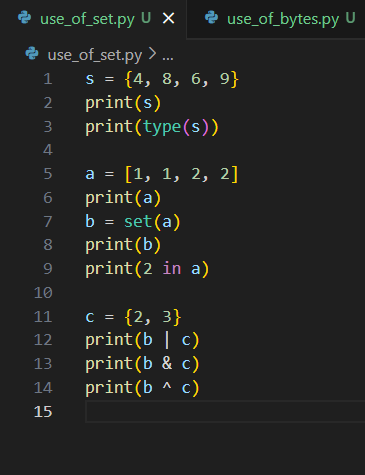 use_of_set.py U × use_of_bytes.py U
use_of_set.py > ...
1 s = {4, 8, 6, 9}
2 print(s)
3 print(type(s))
4
5 a = [1, 1, 2, 2]
6 print(a)
7 b = set(a)
8 print(b)
9 print(2 in a)
10
11 c = {2, 3}
12 print(b | c)
13 print(b & c)
14 print(b ^ c)
15